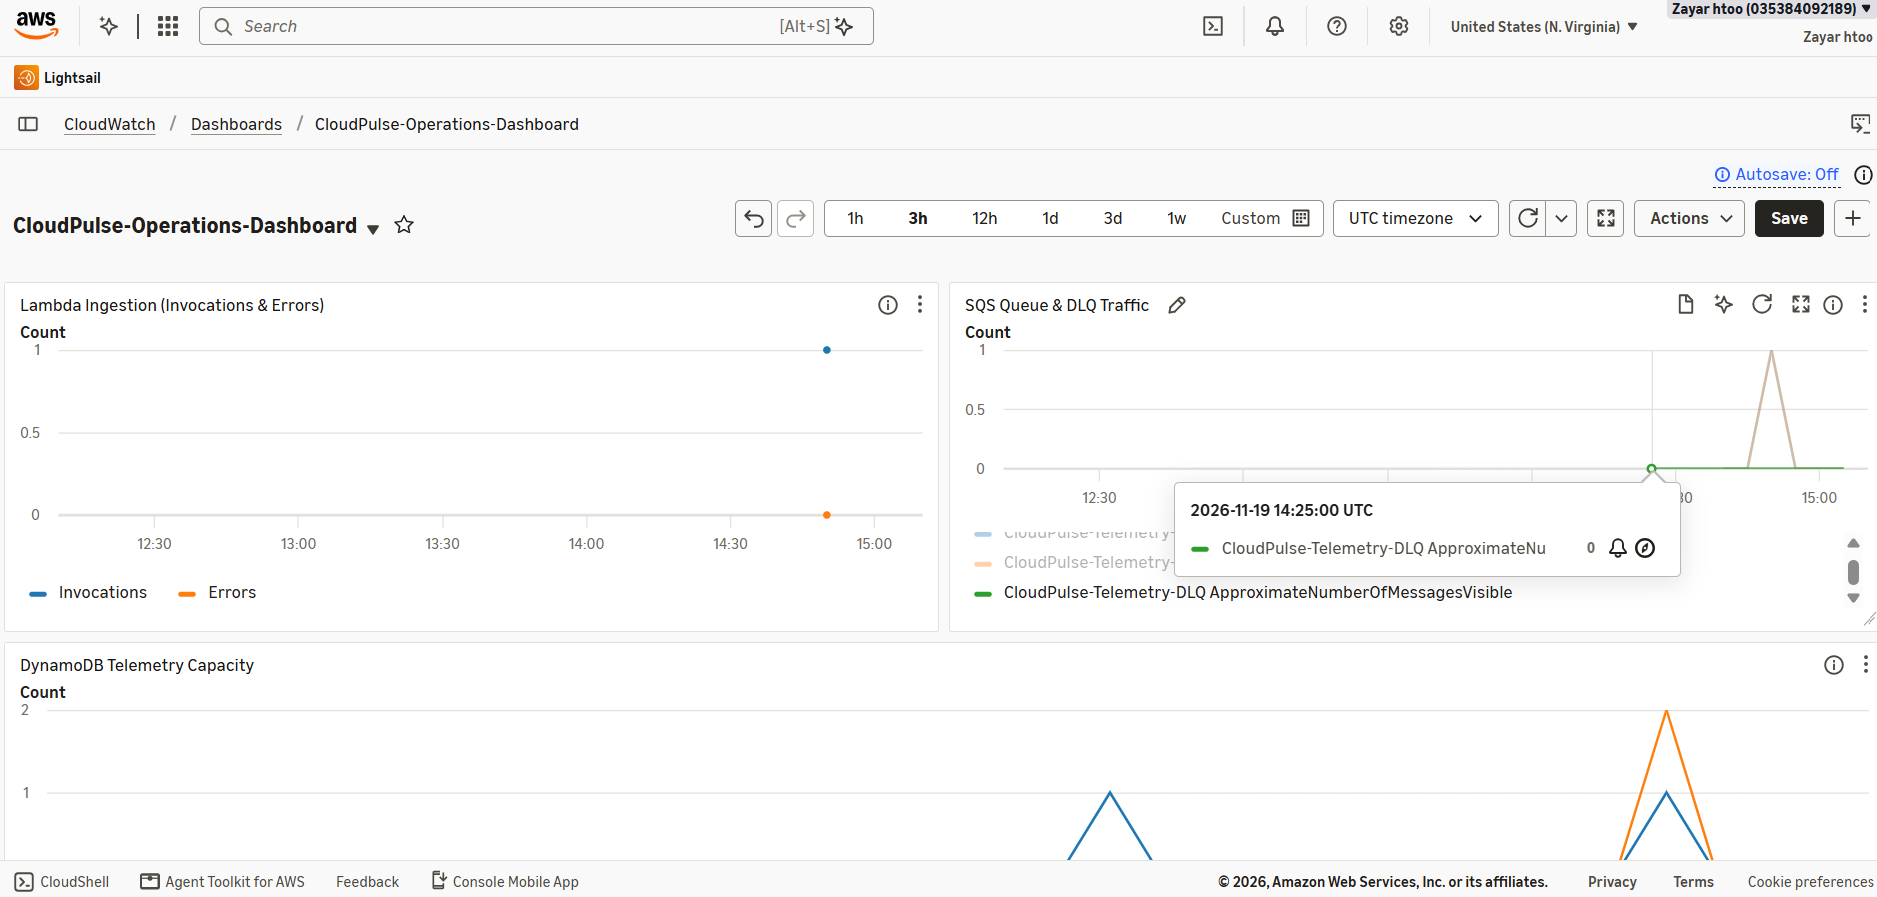 aws
Search
[Alt+S]
United States (N. Virginia)
Zayar htoo (035384092189)
Zayar htoo
Lightsail
CloudWatch / Dashboards / CloudPulse-Operations-Dashboard
Autosave: Off
CloudPulse-Operations-Dashboard
1h 3h 12h 1d 3d 1w Custom
UTC timezone
Actions
Save
Lambda Ingestion (Invocations & Errors)
Count
1
0.5
0
12:30 13:00 13:30 14:00 14:30 15:00
Invocations Errors
SQS Queue & DLQ Traffic
Count
1
0.5
0
12:30 30 15:00
2026-11-19 14:25:00 UTC
CloudPulse-Telemetry-DLQ ApproximateNu 0
CloudPulse-Telemetry-
CloudPulse-Telemetry-
CloudPulse-Telemetry-DLQ ApproximateNumberOfMessagesVisible
DynamoDB Telemetry Capacity
Count
2
1
CloudShell Agent Toolkit for AWS Feedback Console Mobile App
© 2026, Amazon Web Services, Inc. or its affiliates. Privacy Terms Cookie preferences